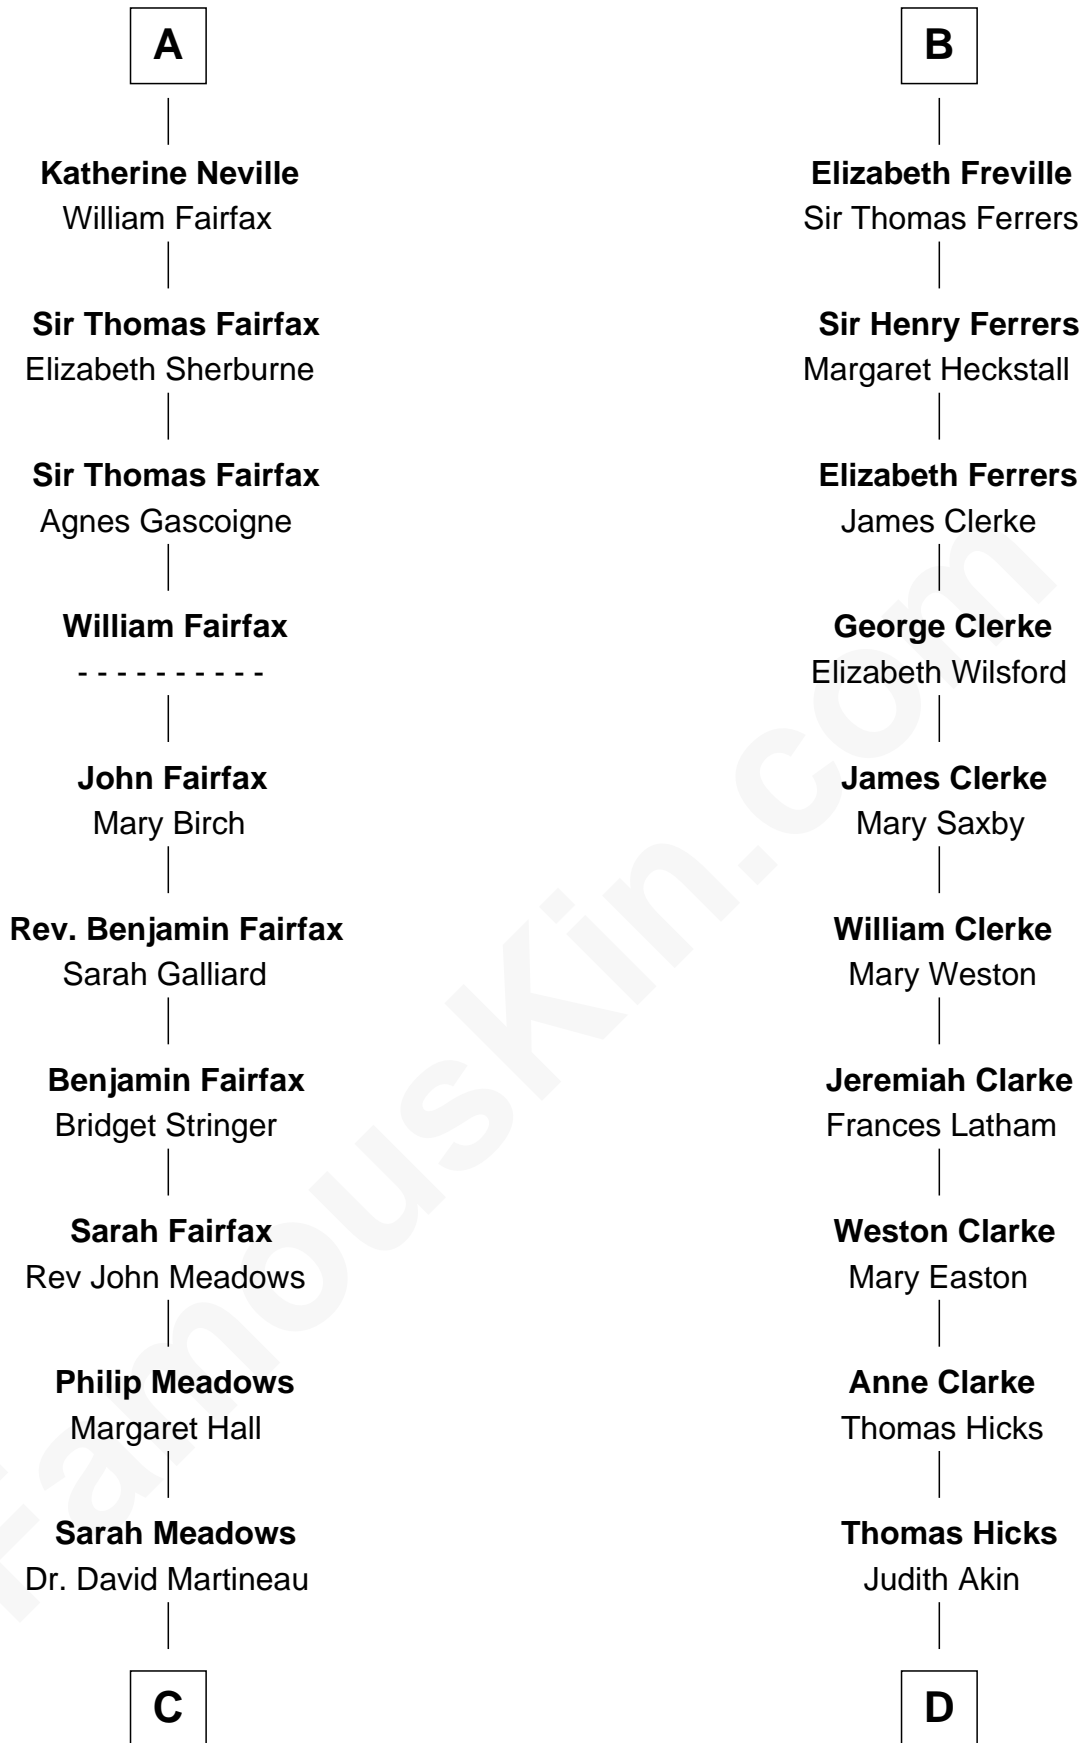 A
Katherine Neville
William Fairfax
Sir Thomas Fairfax
Elizabeth Sherburne
Sir Thomas Fairfax
Agnes Gascoigne
William Fairfax
- - - - - - - - - -
John Fairfax
Mary Birch
Rev. Benjamin Fairfax
Sarah Galliard
Benjamin Fairfax
Bridget Stringer
Sarah Fairfax
Rev John Meadows
Philip Meadows
Margaret Hall
Sarah Meadows
Dr. David Martineau
C
B
Elizabeth Freville
Sir Thomas Ferrers
Sir Henry Ferrers
Margaret Heckstall
Elizabeth Ferrers
James Clerke
George Clerke
Elizabeth Wilsford
James Clerke
Mary Saxby
William Clerke
Mary Weston
Jeremiah Clarke
Frances Latham
Weston Clarke
Mary Easton
Anne Clarke
Thomas Hicks
Thomas Hicks
Judith Akin
D
FamousKin.com